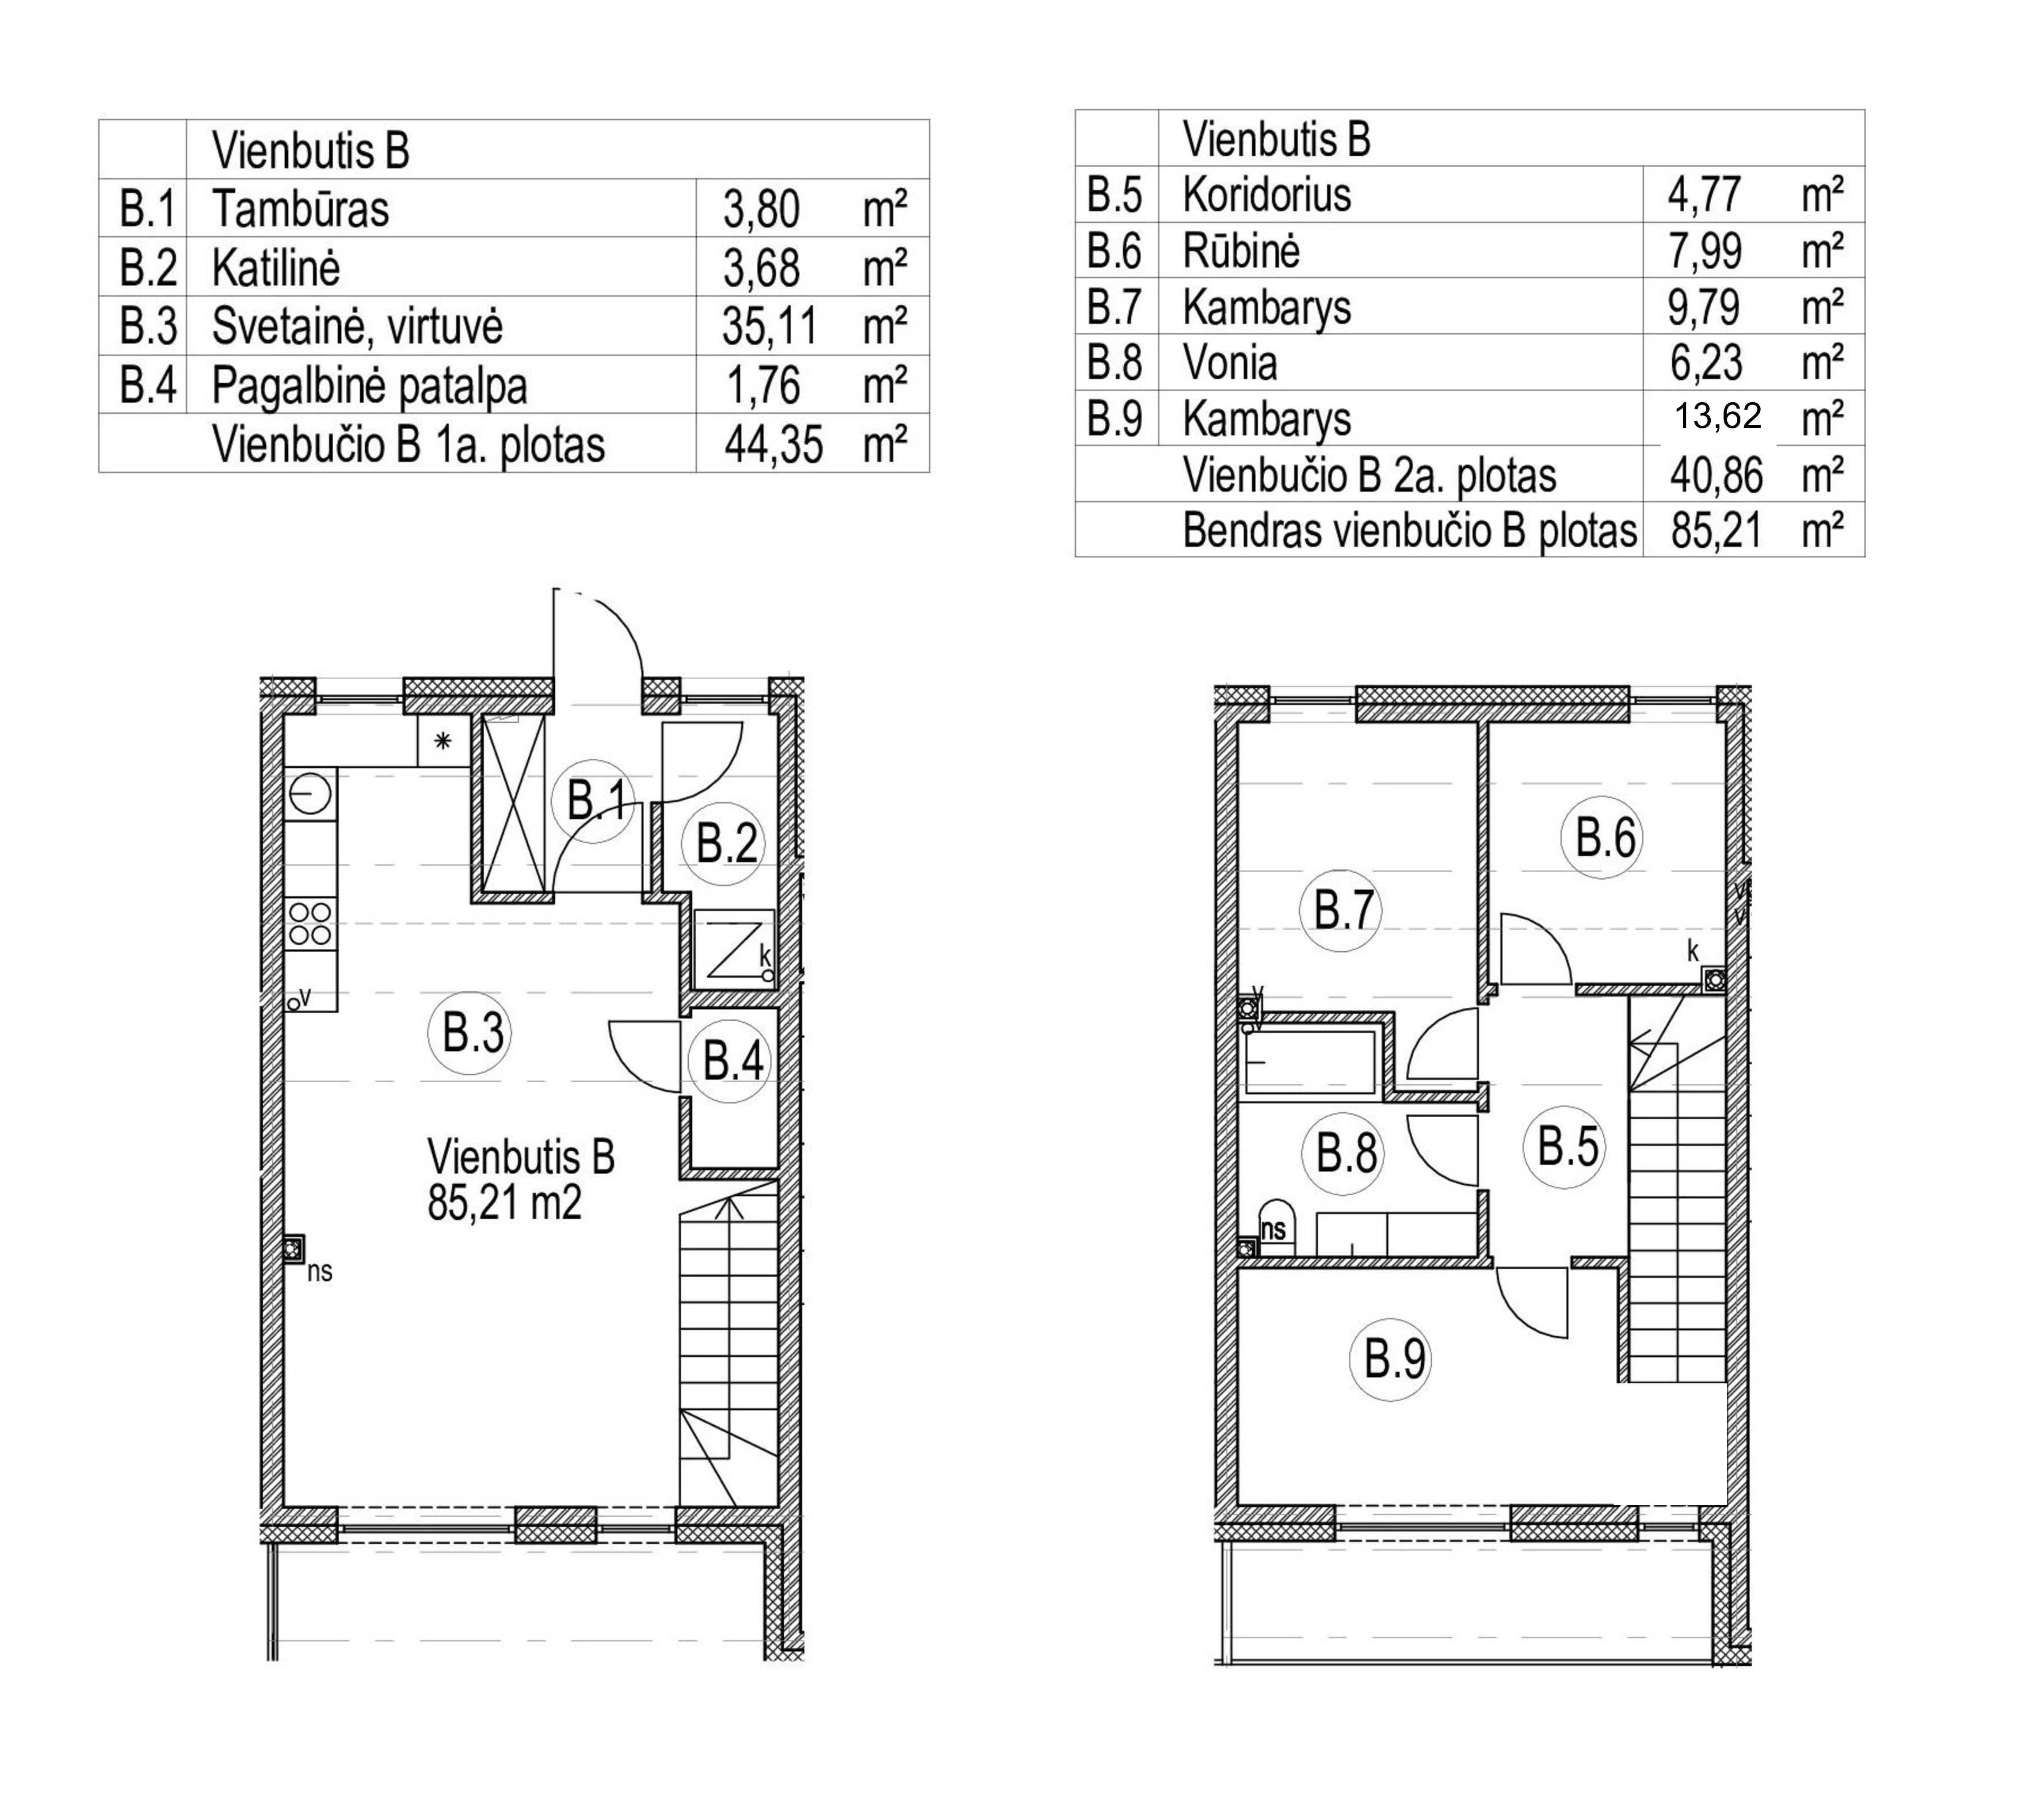 Vienbutis B
B.1 Tambūras 3,80 m²
B.2 Katilinė 3,68 m²
B.3 Svetainė, virtuvė 35,11 m²
B.4 Pagalbinė patalpa 1,76 m²
Vienbučio B 1a. plotas 44,35 m²
Vienbutis B
B.5 Koridorius 4,77 m²
B.6 Rūbinė 7,99 m²
B.7 Kambarys 9,79 m²
B.8 Vonia 6,23 m²
B.9 Kambarys 13,62 m²
Vienbučio B 2a. plotas 40,86 m²
Bendras vienbučio B plotas 85,21 m²
B.1
B.2
k
v
B.3
B.4
Vienbutis B
85,21 m2
ns
B.6
B.7
k
v
v
v
v
B.8
B.5
ns
B.9